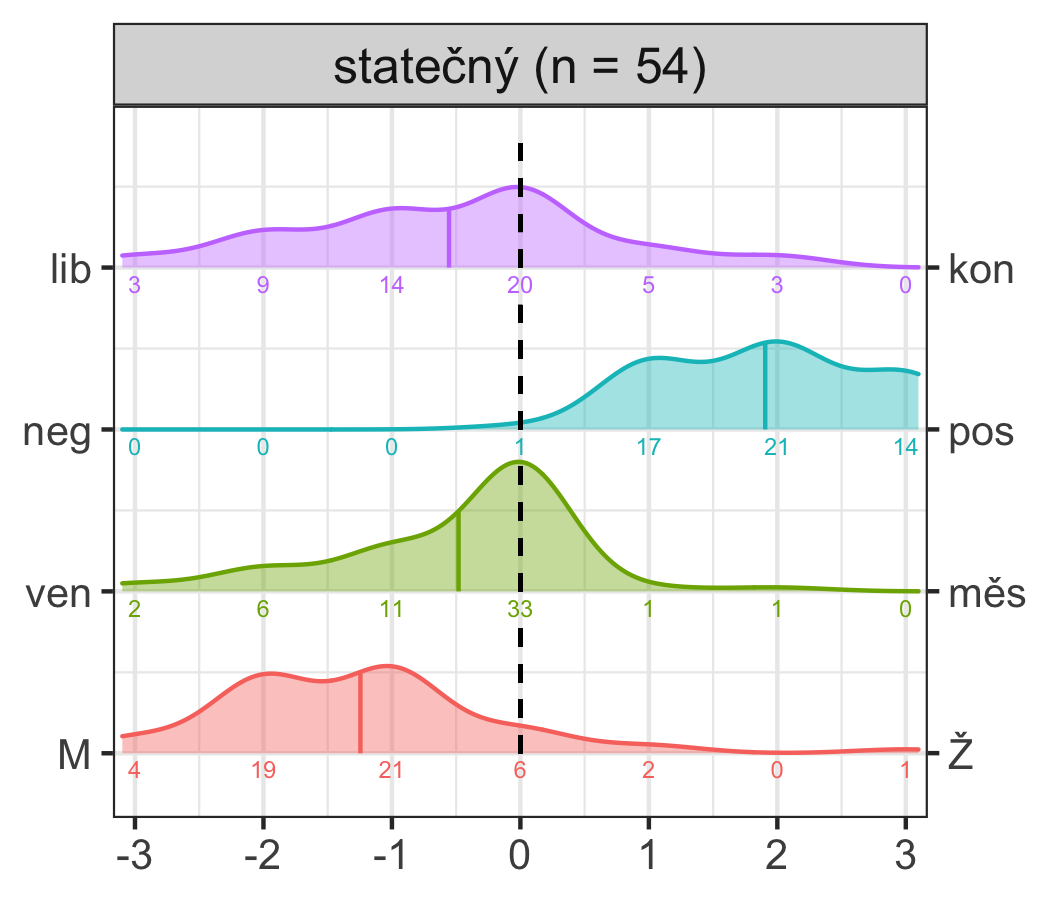 statečný (n = 54)
lib kon
3 9 14 20 5 3 0
neg pos
0 0 0 1 17 21 14
ven měs
2 6 11 33 1 1 0
M Ž
4 19 21 6 2 0 1
-3 -2 -1 0 1 2 3